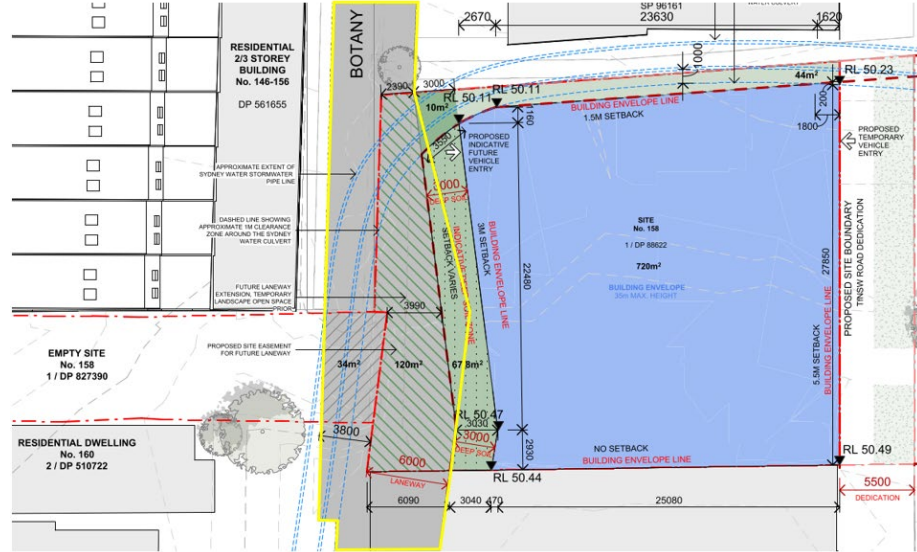 SP 96161
WATER CULVERT
2670
23630
1620
BOTANY
RESIDENTIAL
2/3 STOREY
BUILDING
No. 146-156
DP 561655
2390
3000
1000
44m²
RL 50.23
RL 50.11
RL 50.11
10m²
BUILDING ENVELOPE LINE
1.5M SETBACK
200
1800
160
3550
PROPOSED
INDICATIVE
FUTURE
VEHICLE
ENTRY
PROPOSED
TEMPORARY
VEHICLE
ENTRY
APPROXIMATE EXTENT OF
SYDNEY WATER STORMWATER
PIPE LINE
DEEP SOIL
DASHED LINE SHOWING
APPROXIMATE 1M CLEARANCE
ZONE AROUND THE SYDNEY
WATER CULVERT
SETBACK VARIES
3M SETBACK
BUILDING ENVELOPE LINE
22480
SITE
No. 158
1 / DP 88622
720m²
BUILDING ENVELOPE
35m MAX. HEIGHT
27850
5.5M SETBACK
BUILDING ENVELOPE LINE
PROPOSED SITE BOUNDARY
TINSW ROAD DEDICATION
FUTURE LANEWAY
EXTENSION, TEMPORARY
LANDSCAPE OPEN SPACE
PRIOR
3990
PROPOSED SITE EASEMENT
FOR FUTURE LANEWAY
EMPTY SITE
No. 158
1 / DP 827390
34m²
120m²
67.8m²
RL 50.47
3030
3000
DEEP SOIL
2930
3800
RESIDENTIAL DWELLING
No. 160
2 / DP 510722
6000
LANEWAY
NO SETBACK
BUILDING ENVELOPE LINE
RL 50.44
RL 50.49
5500
DEDICATION
6090
3040
470
25080